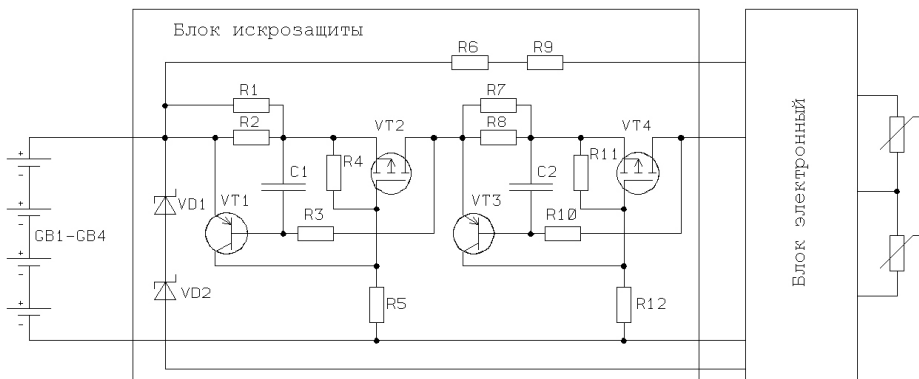 Блок искрозащиты
R6
R9
R1
R7
R2
VT2
R8
VT4
R4
R11
C1
C2
VD1
VT1
R3
VT3
R10
GB1-GB4
VD2
R5
R12
Блок электронный
+
-
+
-
+
-
+
-